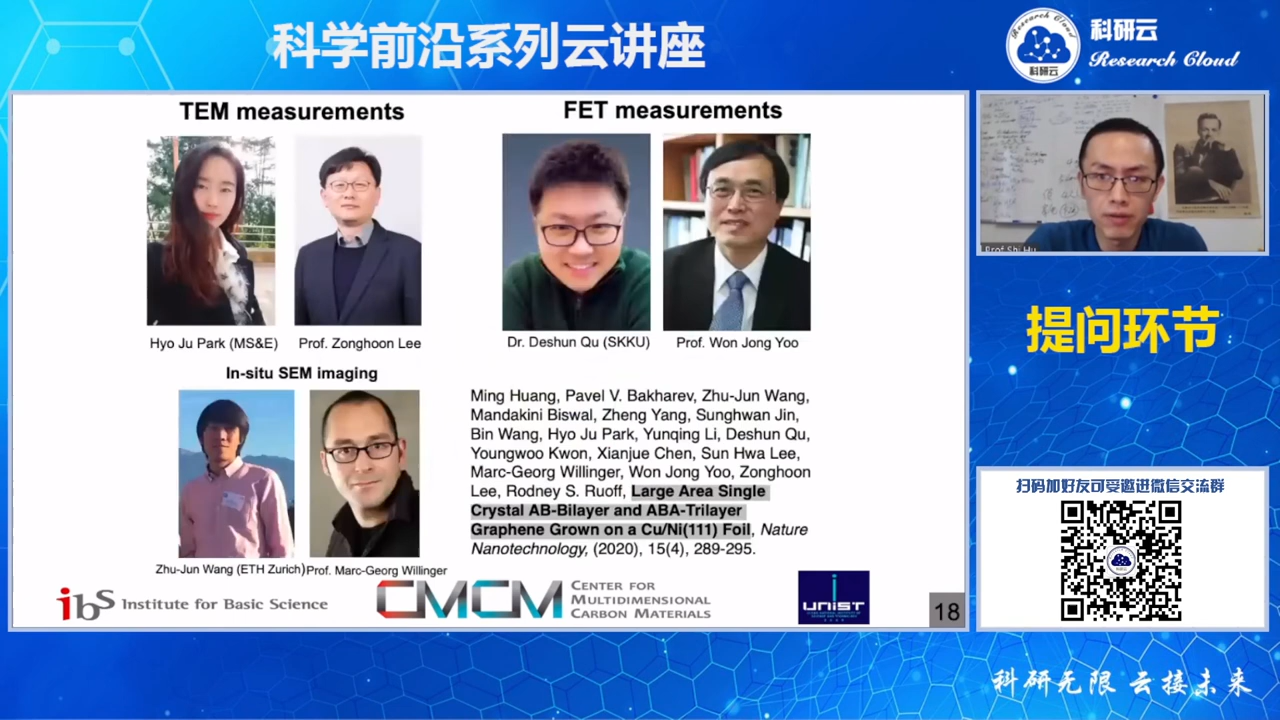 科学前沿系列云讲座
Research Cloud
科研云
科研云
Research Cloud
TEM measurements
FET measurements
Hyo Ju Park (MS&E)
Prof. Zonghoon Lee
Dr. Deshun Qu (SKKU)
Prof. Won Jong Yoo
In-situ SEM imaging
Zhu-Jun Wang (ETH Zurich)
Prof. Marc-Georg Willinger
Ming Huang, Pavel V. Bakharev, Zhu-Jun Wang,
Mandakini Biswal, Zheng Yang, Sunghwan Jin,
Bin Wang, Hyo Ju Park, Yunqing Li, Deshun Qu,
Youngwoo Kwon, Xianjue Chen, Sun Hwa Lee,
Marc-Georg Willinger, Won Jong Yoo, Zonghoon
Lee, Rodney S. Ruoff, Large Area Single
Crystal AB-Bilayer and ABA-Trilayer
Graphene Grown on a Cu/Ni(111) Foil, Nature
Nanotechnology, (2020), 15(4), 289-295.
ibs Institute for Basic Science
CMCM
Center for
Multidimensional
Carbon Materials
UNIST
18
Prof Shi Hu
提问环节
扫码加好友可受邀进微信交流群
科研无限 云接未来